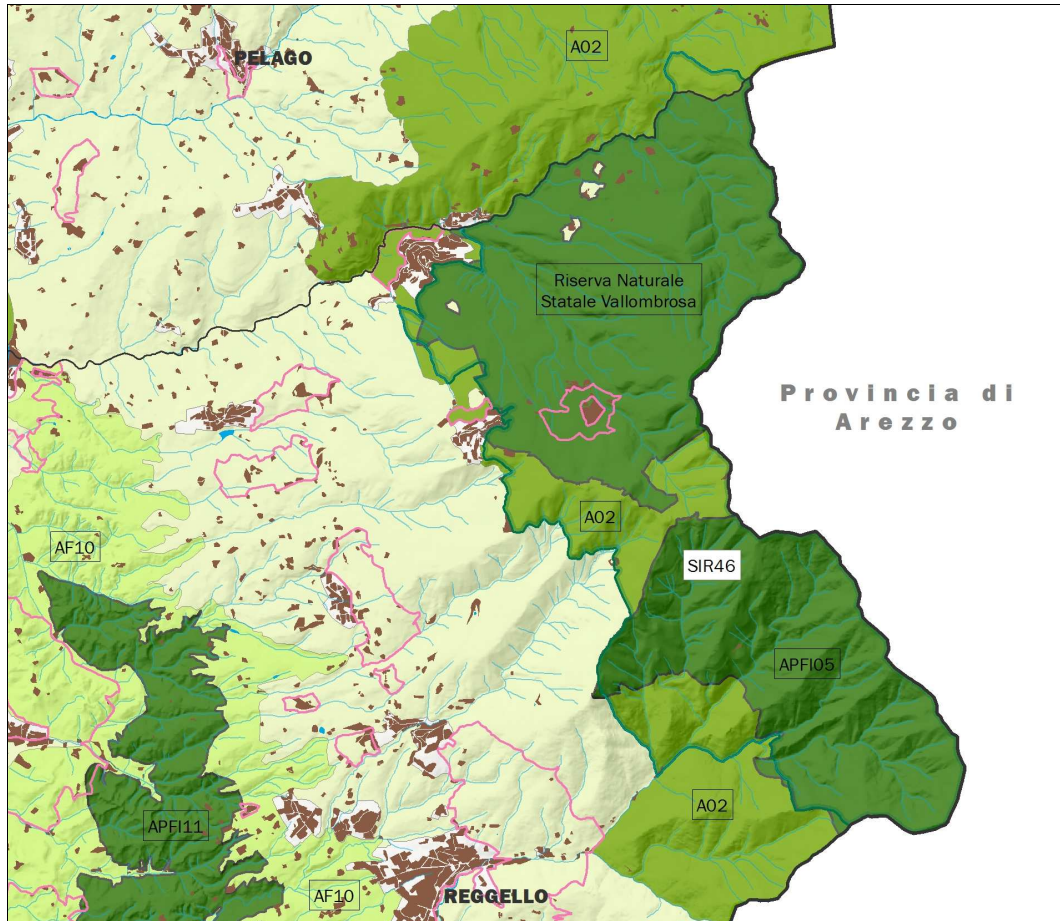 A02
PELAGO
Riserva Naturale
Statale Vallombrosa
Provincia di
Arezzo
A02
AF10
SIR46
APFI05
A02
APFI11
AF10
REGGELLO